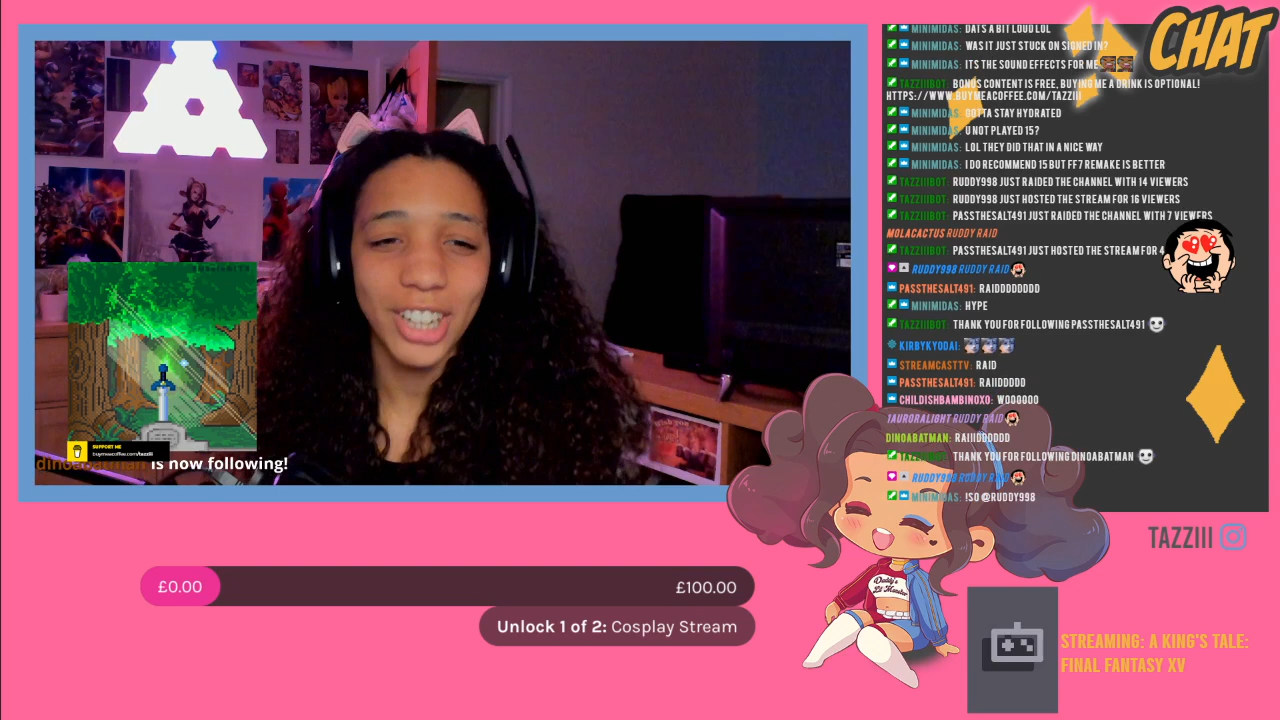 CHAT
MINIMIDAS: DATS A BIT LOUD LOL
MINIMIDAS: WAS IT JUST STUCK ON SIGNED IN?
MINIMIDAS: ITS THE SOUND EFFECTS FOR ME
TAZZIIIBOT: BONUS CONTENT IS FREE, BUYING ME A DRINK IS OPTIONAL!
HTTPS://WWW.BUYMEACOFFEE.COM/TAZZIII
MINIMIDAS: GOTTA STAY HYDRATED
MINIMIDAS: U NOT PLAYED 15?
MINIMIDAS: LOL THEY DID THAT IN A NICE WAY
MINIMIDAS: I DO RECOMMEND 15 BUT FF7 REMAKE IS BETTER
TAZZIIIBOT: RUDDY998 JUST RAIDED THE CHANNEL WITH 14 VIEWERS
TAZZIIIBOT: RUDDY998 JUST HOSTED THE STREAM FOR 16 VIEWERS
TAZZIIIBOT: PASSTHESALT491 JUST RAIDED THE CHANNEL WITH 7 VIEWERS
MOLACACTUS RUDDY RAID
TAZZIIIBOT: PASSTHESALT491 JUST HOSTED THE STREAM FOR 4
RUDDY998 RUDDY RAID
PASSTHESALT491: RAIDDDDDDDD
MINIMIDAS: HYPE
TAZZIIIBOT: THANK YOU FOR FOLLOWING PASSTHESALT491
KIRBYKYODAI:
STREAMCASTTV: RAID
PASSTHESALT491: RAIIDDDDD
CHILDISHBAMBINOXO: WOOOOOO
1AURORALIGHT RUDDY RAID
DINOABATMAN: RAIIIDDDDDD
TAZZIIIBOT: THANK YOU FOR FOLLOWING DINOABATMAN
RUDDY998 RUDDY RAID
MINIMIDAS: !SO @RUDDY998
SUPPORT ME
buymeacoffee.com/tazziii
dinoabatman is now following!
TAZZIII
£0.00
£100.00
Unlock 1 of 2: Cosplay Stream
Daddy's
Lil Monster
STREAMING: A KING'S TALE:
FINAL FANTASY XV